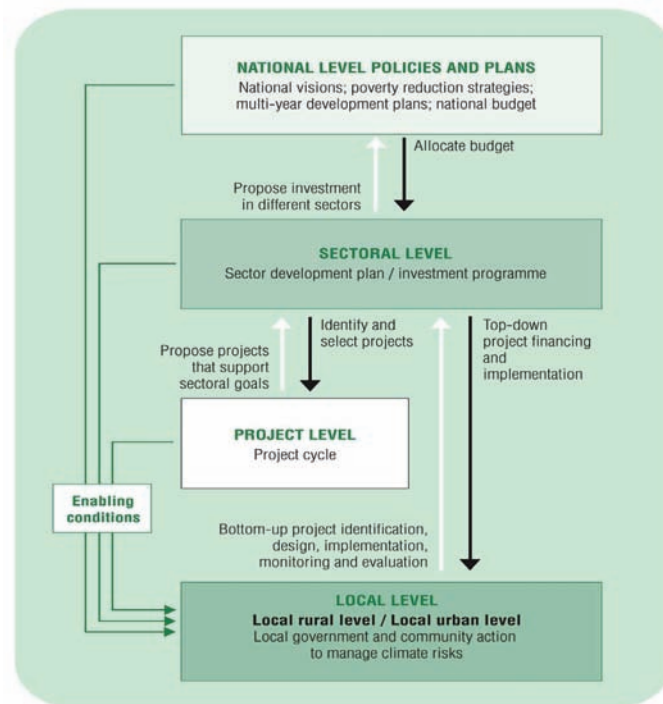 NATIONAL LEVEL POLICIES AND PLANS
National visions; poverty reduction strategies;
multi-year development plans; national budget
Allocate budget
Propose investment
in different sectors
SECTORAL LEVEL
Sector development plan / investment programme
Identify and
select projects
Top-down
project financing
and
implementation
Propose projects
that support
sectoral goals
PROJECT LEVEL
Project cycle
Enabling
conditions
Bottom-up project identification,
design, implementation,
monitoring and evaluation
LOCAL LEVEL
Local rural level / Local urban level
Local government and community action
to manage climate risks